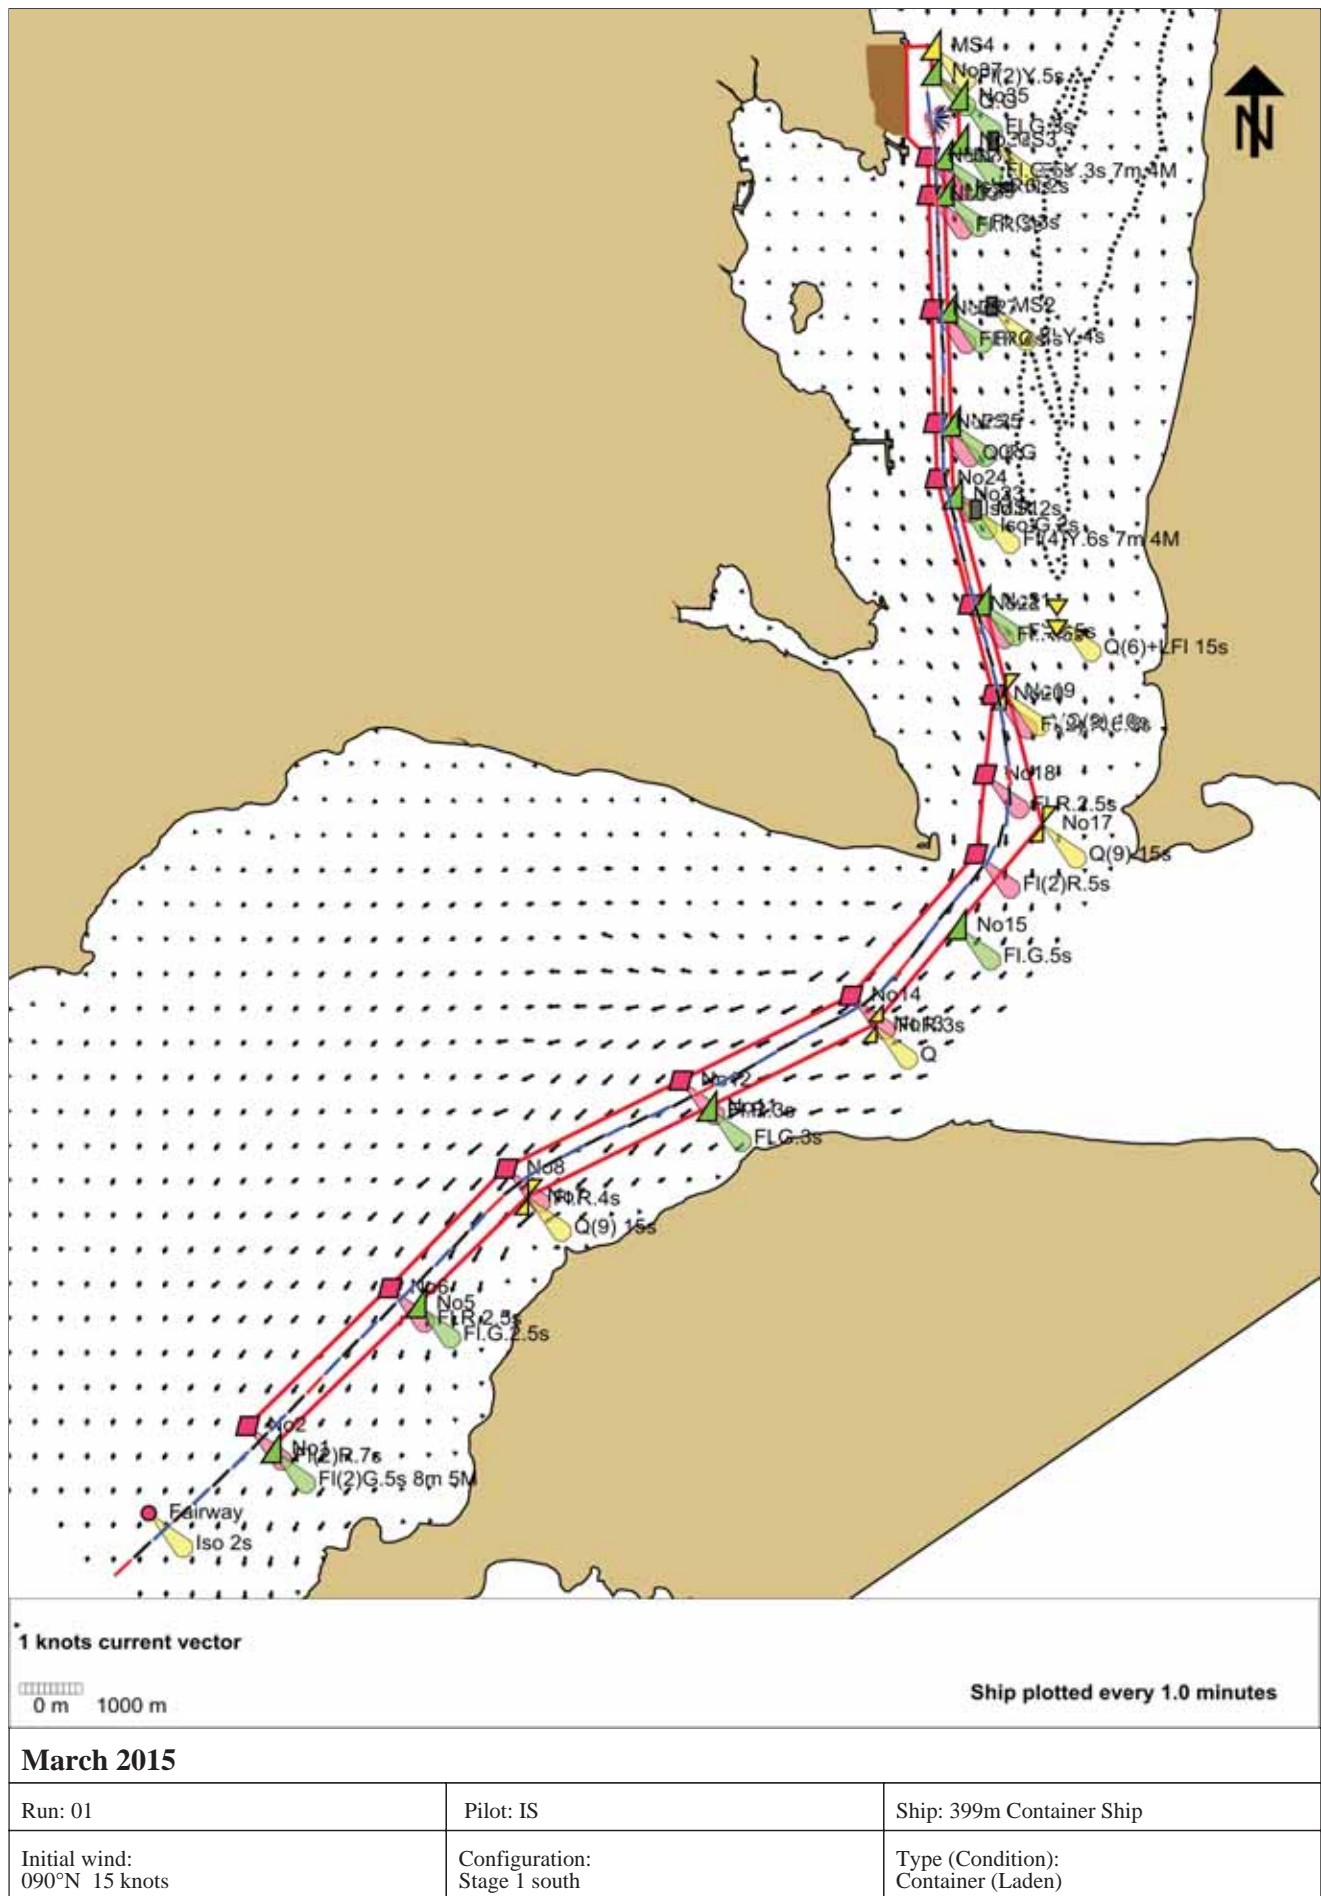 MS4
No37
Fl(2)Y.5s
No35
Q.G
Fl.G.3s
7m 4M
MS2
Fl.Y.4s
No24
No23
Iso.G.2s
Fl(4)Y.6s 7m 4M
Q(6)+LFl 15s
No19
No18
Fl.R.2.5s
No17
Q(9) 15s
Fl(2)R.5s
No15
Fl.G.5s
No14
No13
Q
No12
No11
Fl.G.3s
No8
Fl.R.4s
Q(9) 15s
No6
No5
Fl.R.2.5s
Fl.G.2.5s
No2
No1
Fl(2)R.7s
Fl(2)G.5s 8m 5M
Fairway
Iso 2s
N
1 knots current vector
0 m 1000 m
Ship plotted every 1.0 minutes
March 2015
Run: 01
Pilot: IS
Ship: 399m Container Ship
Initial wind:
090°N 15 knots
Configuration:
Stage 1 south
Type (Condition):
Container (Laden)